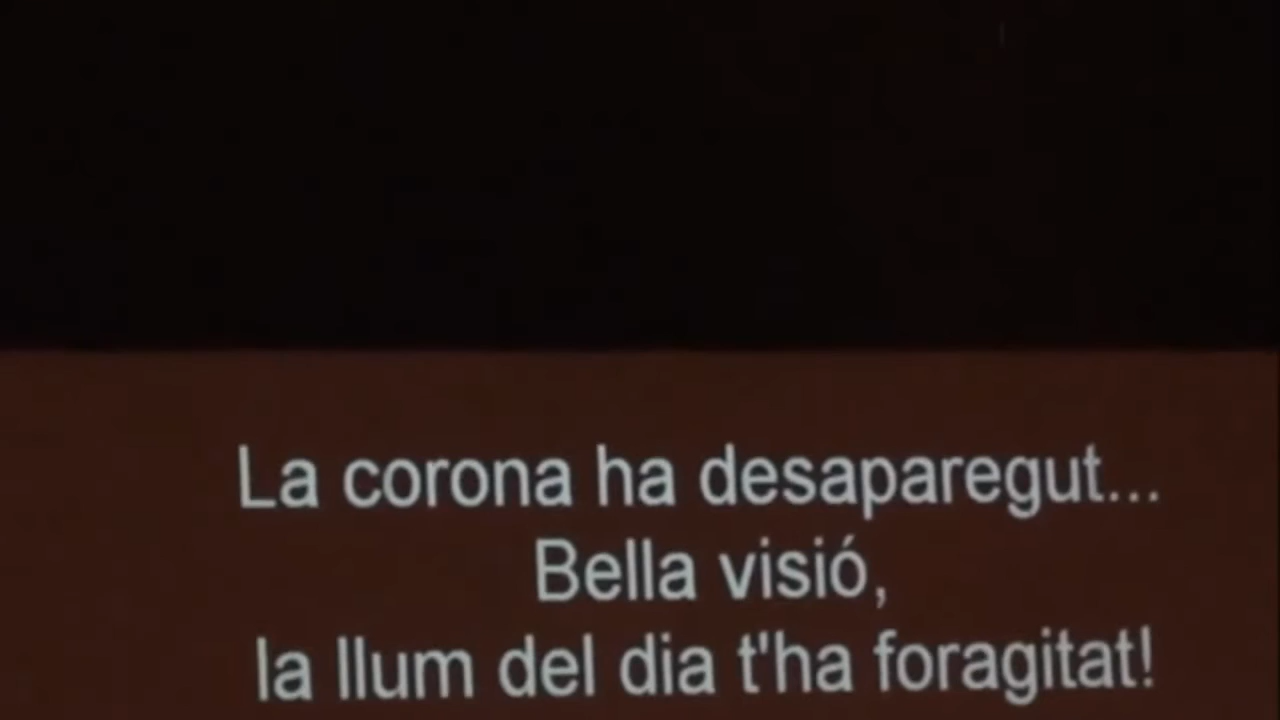 La corona ha desaparegut...
Bella visió,
la llum del dia t'ha foragitat!